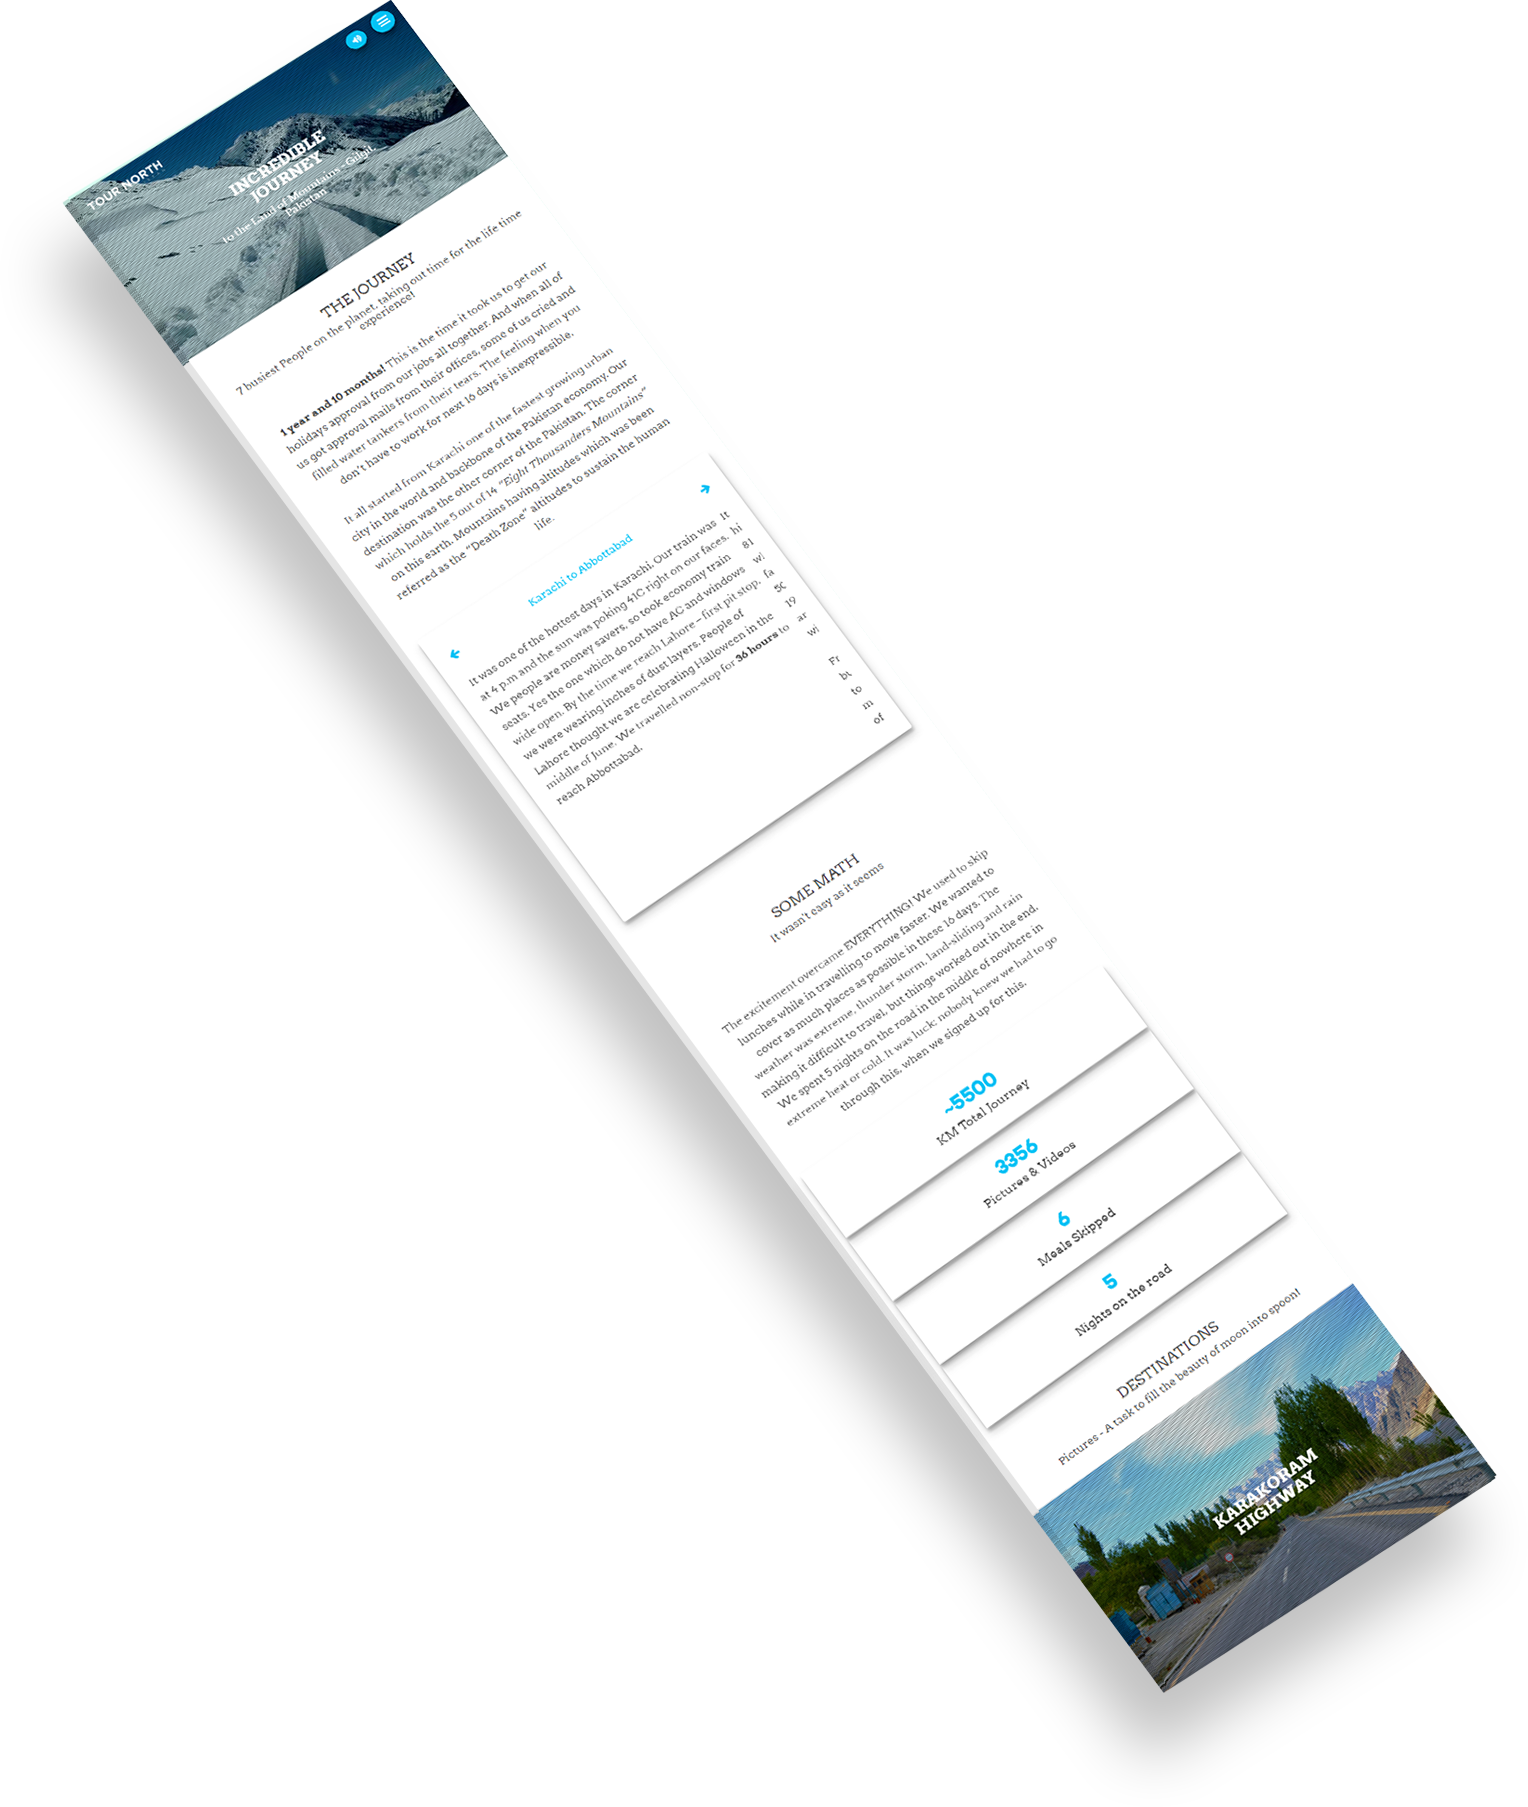 TOUR NORTH
INCREDIBLE
JOURNEY
to the Land of Mountains - Gilgit,
Pakistan
THE JOURNEY
7 busiest People on the planet, taking out time for the life time
experience!
1 year and 10 months! This is the time it took us to get our
holidays approval from our jobs all together. And when all of
us got approval mails from their offices, some of us cried and
filled water tankers from their tears. The feeling when you
don't have to work for next 16 days is inexpressible.
It all started from Karachi one of the fastest growing urban
city in the world and backbone of the Pakistan economy. Our
destination was the other corner of the Pakistan. The corner
which holds the 5 out of 14 "Eight Thousanders Mountains"
on this earth. Mountains having altitudes which was been
referred as the "Death Zone" altitudes to sustain the human
life.
Karachi to Abbottabad
It was one of the hottest days in Karachi. Our train was
at 4 p.m and the sun was poking 41C right on our faces.
We people are money savers, so took economy train
seats. Yes the one which do not have AC and windows
wide open. By the time we reach Lahore – first pit stop,
we were wearing inches of dust layers. People of
Lahore thought we are celebrating Halloween in the
middle of June. We travelled non-stop for 36 hours to
reach Abbottabad.
It
hi
81
w
fa
19
ar
wi
Fr
bt
to
m
of
SOME MATH
It wasn't easy as it seems
The excitement overcame EVERYTHING! We used to skip
lunches while in travelling to move faster. We wanted to
cover as much places as possible in these 16 days. The
weather was extreme, thunder storm, land-sliding and rain
making it difficult to travel, but things worked out in the end.
We spent 5 nights on the road in the middle of nowhere in
extreme heat or cold. It was luck; nobody knew we had to go
through this, when we signed up for this.
~5500
KM Total Journey
3356
Pictures & Videos
6
Meals Skipped
5
Nights on the road
DESTINATIONS
Pictures - A task to fill the beauty of moon into spoon!
KARAKORAM
HIGHWAY